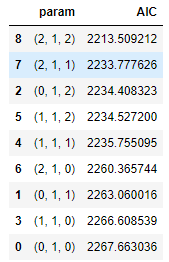 param AIC
8 (2, 1, 2) 2213.509212
7 (2, 1, 1) 2233.777626
2 (0, 1, 2) 2234.408323
5 (1, 1, 2) 2234.527200
4 (1, 1, 1) 2235.755095
6 (2, 1, 0) 2260.365744
1 (0, 1, 1) 2263.060016
3 (1, 1, 0) 2266.608539
0 (0, 1, 0) 2267.663036